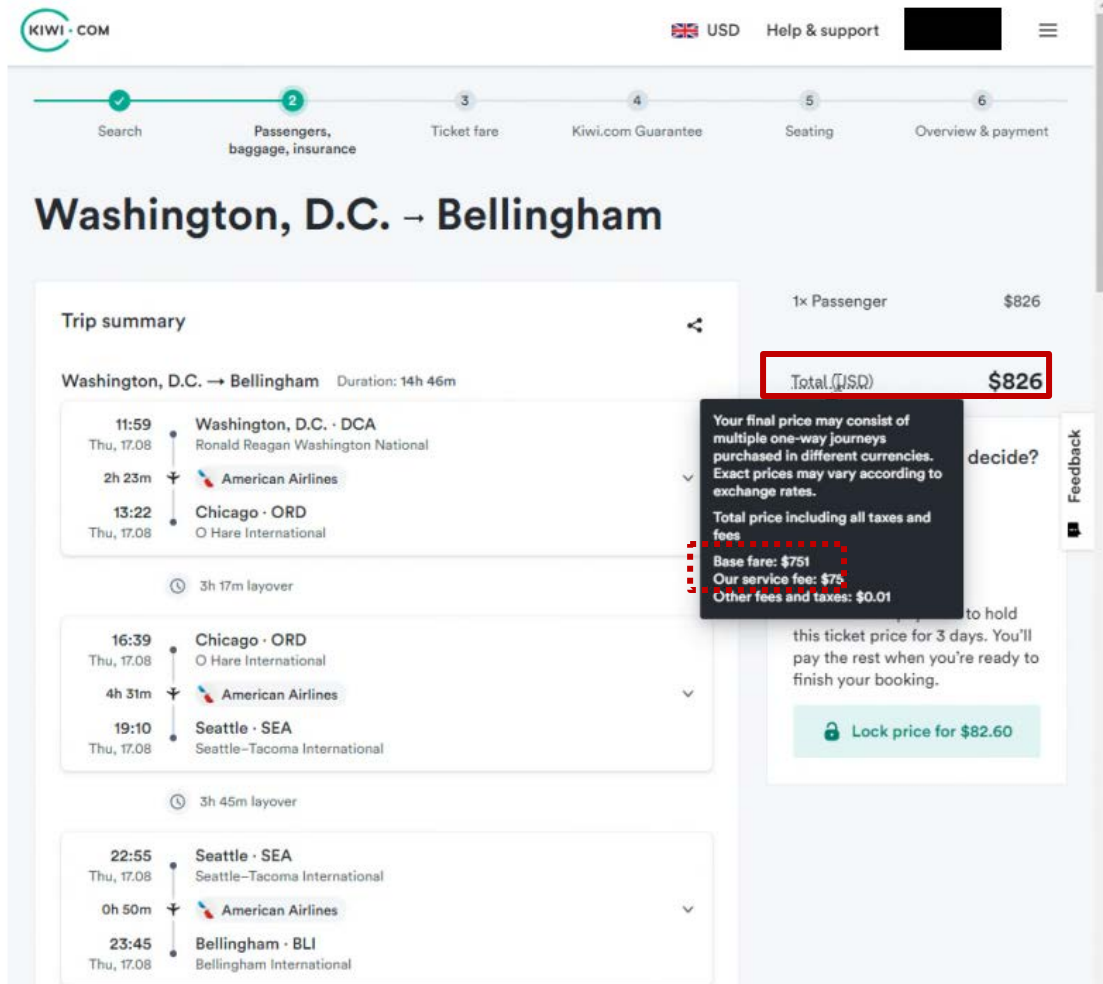 KIWI·COM
USD Help & support
2 3 4 5 6
Search Passengers, baggage, insurance Ticket fare Kiwi.com Guarantee Seating Overview & payment
Washington, D.C. → Bellingham
Trip summary
Washington, D.C. → Bellingham Duration: 14h 46m
11:59 Washington, D.C. · DCA
Thu, 17.08 Ronald Reagan Washington National
2h 23m American Airlines
13:22 Chicago · ORD
Thu, 17.08 O Hare International
3h 17m layover
16:39 Chicago · ORD
Thu, 17.08 O Hare International
4h 31m American Airlines
19:10 Seattle · SEA
Thu, 17.08 Seattle–Tacoma International
3h 45m layover
22:55 Seattle · SEA
Thu, 17.08 Seattle–Tacoma International
0h 50m American Airlines
23:45 Bellingham · BLI
Thu, 17.08 Bellingham International
1× Passenger $826
Total (USD) $826
Your final price may consist of
multiple one-way journeys
purchased in different currencies.
Exact prices may vary according to
exchange rates.
Total price including all taxes and
fees
Base fare: $751
Our service fee: $75
Other fees and taxes: $0.01
decide?
to hold
this ticket price for 3 days. You'll
pay the rest when you're ready to
finish your booking.
Lock price for $82.60
Feedback